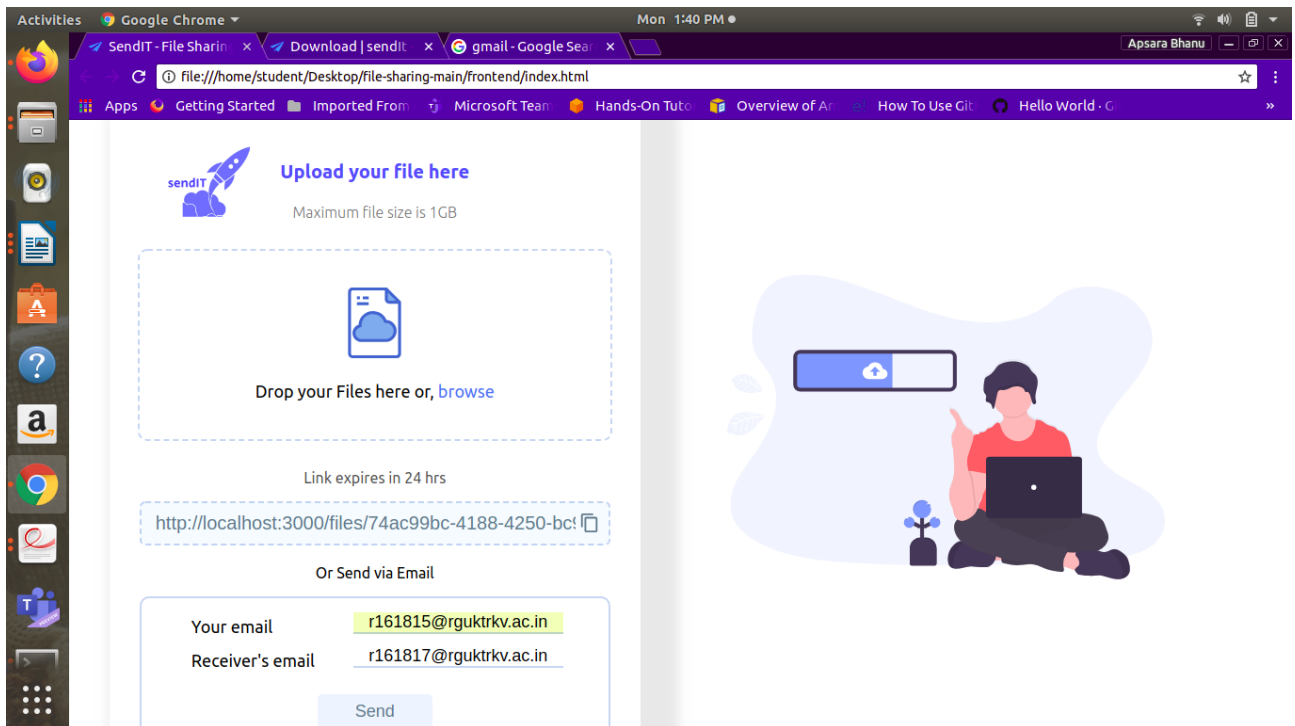 Activities Google Chrome Mon 1:40 PM
SendIT - File Sharin Download | sendIt gmail - Google Sear Apsara Bhanu
file:///home/student/Desktop/file-sharing-main/frontend/index.html
Apps Getting Started Imported From Microsoft Team Hands-On Tuto Overview of Ar How To Use Git Hello World · G »
sendIT
Upload your file here
Maximum file size is 1GB
Drop your Files here or, browse
Link expires in 24 hrs
http://localhost:3000/files/74ac99bc-4188-4250-bc9
Or Send via Email
Your email r161815@rguktrkv.ac.in
Receiver's email r161817@rguktrkv.ac.in
Send